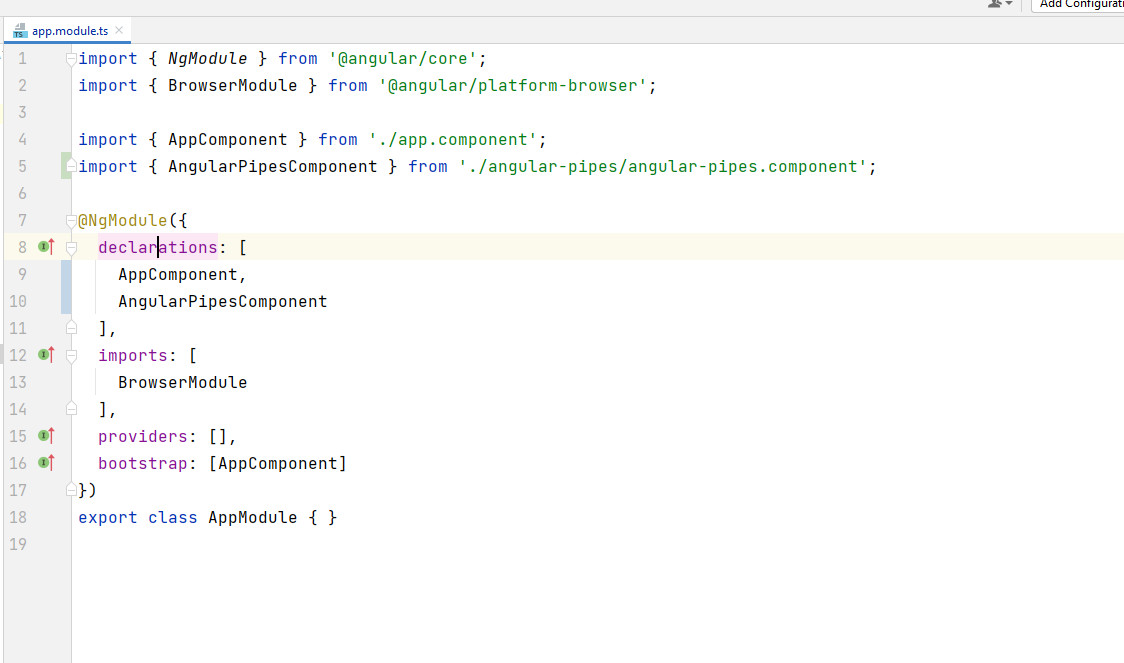 Add Configurati
TS app.module.ts
1 import { NgModule } from '@angular/core';
2 import { BrowserModule } from '@angular/platform-browser';
3
4 import { AppComponent } from './app.component';
5 import { AngularPipesComponent } from './angular-pipes/angular-pipes.component';
6
7 @NgModule({
8 declarations: [
9 AppComponent,
10 AngularPipesComponent
11 ],
12 imports: [
13 BrowserModule
14 ],
15 providers: [],
16 bootstrap: [AppComponent]
17 })
18 export class AppModule { }
19